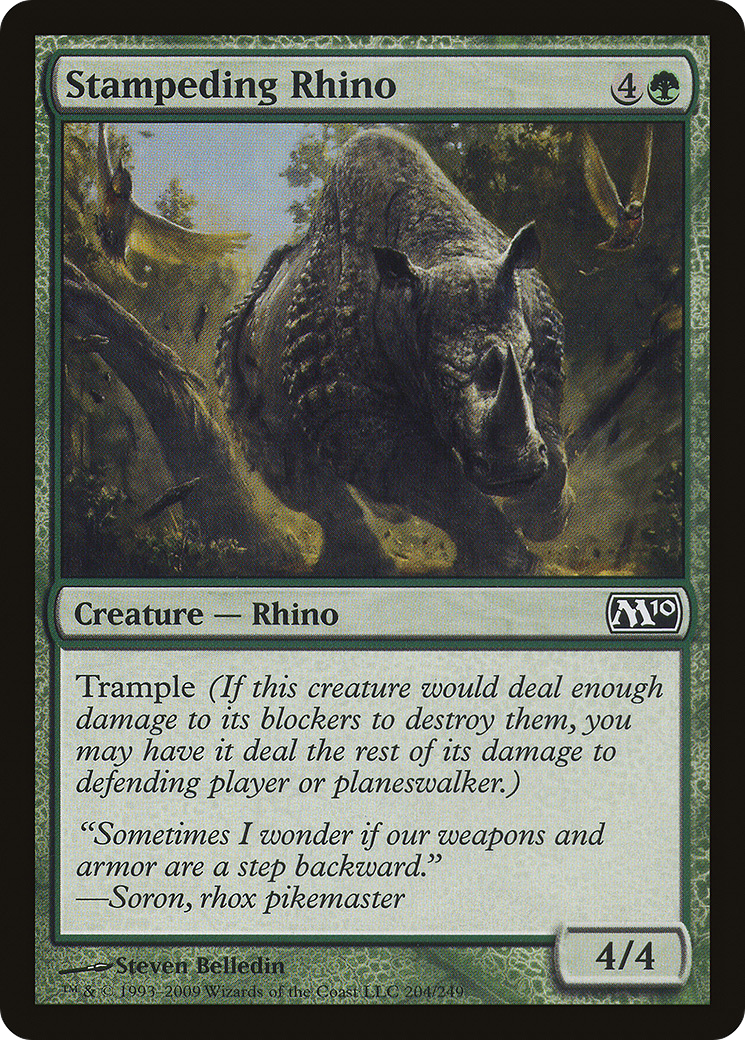 Stampeding Rhino 4
Creature — Rhino M10
Trample (If this creature would deal enough
damage to its blockers to destroy them, you
may have it deal the rest of its damage to
defending player or planeswalker.)
“Sometimes I wonder if our weapons and
armor are a step backward.”
—Soron, rhox pikemaster
4/4
Steven Belledin
™ & © 1993–2009 Wizards of the Coast LLC 204/249